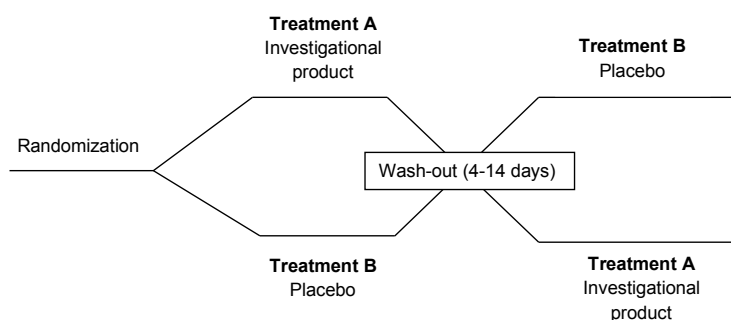 Treatment A
Investigational
product
Treatment B
Placebo
Randomization
Wash-out (4-14 days)
Treatment B
Placebo
Treatment A
Investigational
product